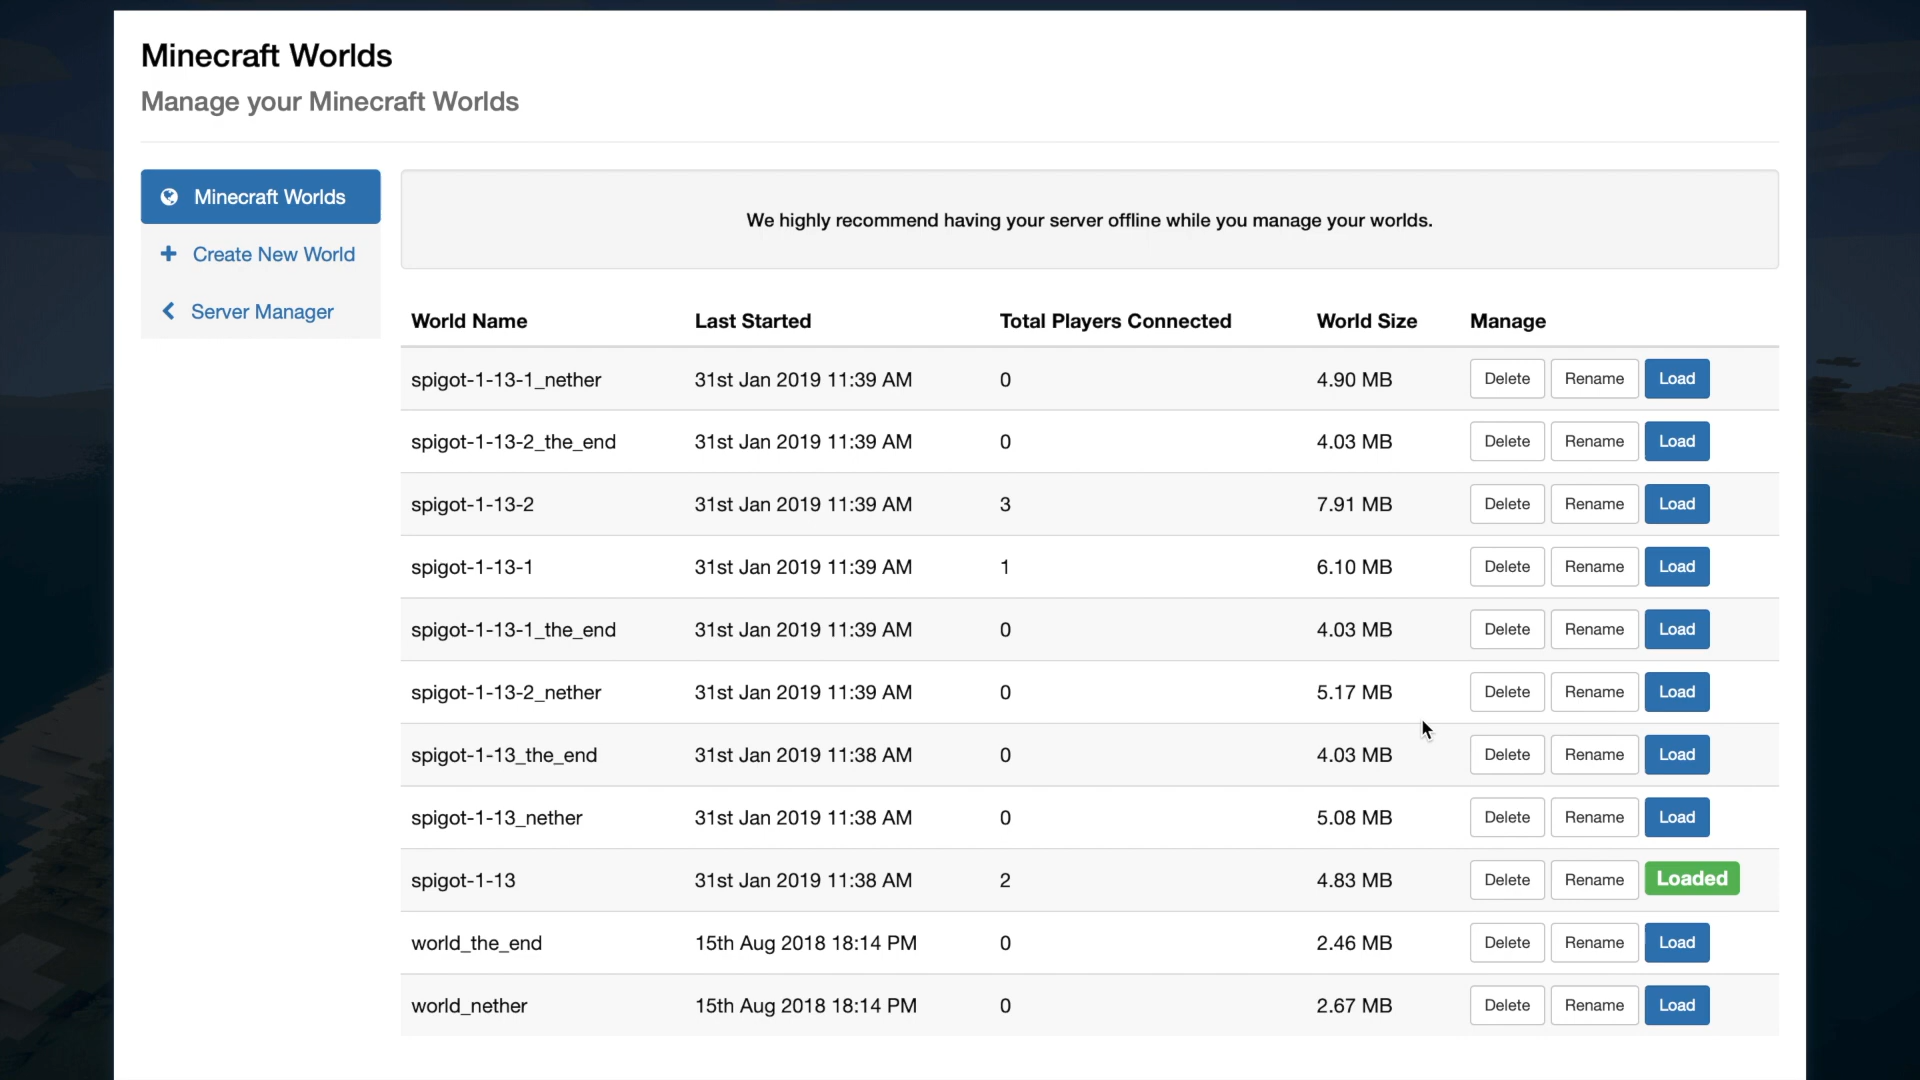 Minecraft Worlds
Manage your Minecraft Worlds
Minecraft Worlds
Create New World
Server Manager
We highly recommend having your server offline while you manage your worlds.
World Name Last Started Total Players Connected World Size Manage
spigot-1-13-1_nether 31st Jan 2019 11:39 AM 0 4.90 MB Delete Rename Load
spigot-1-13-2_the_end 31st Jan 2019 11:39 AM 0 4.03 MB Delete Rename Load
spigot-1-13-2 31st Jan 2019 11:39 AM 3 7.91 MB Delete Rename Load
spigot-1-13-1 31st Jan 2019 11:39 AM 1 6.10 MB Delete Rename Load
spigot-1-13-1_the_end 31st Jan 2019 11:39 AM 0 4.03 MB Delete Rename Load
spigot-1-13-2_nether 31st Jan 2019 11:39 AM 0 5.17 MB Delete Rename Load
spigot-1-13_the_end 31st Jan 2019 11:38 AM 0 4.03 MB Delete Rename Load
spigot-1-13_nether 31st Jan 2019 11:38 AM 0 5.08 MB Delete Rename Load
spigot-1-13 31st Jan 2019 11:38 AM 2 4.83 MB Delete Rename Loaded
world_the_end 15th Aug 2018 18:14 PM 0 2.46 MB Delete Rename Load
world_nether 15th Aug 2018 18:14 PM 0 2.67 MB Delete Rename Load